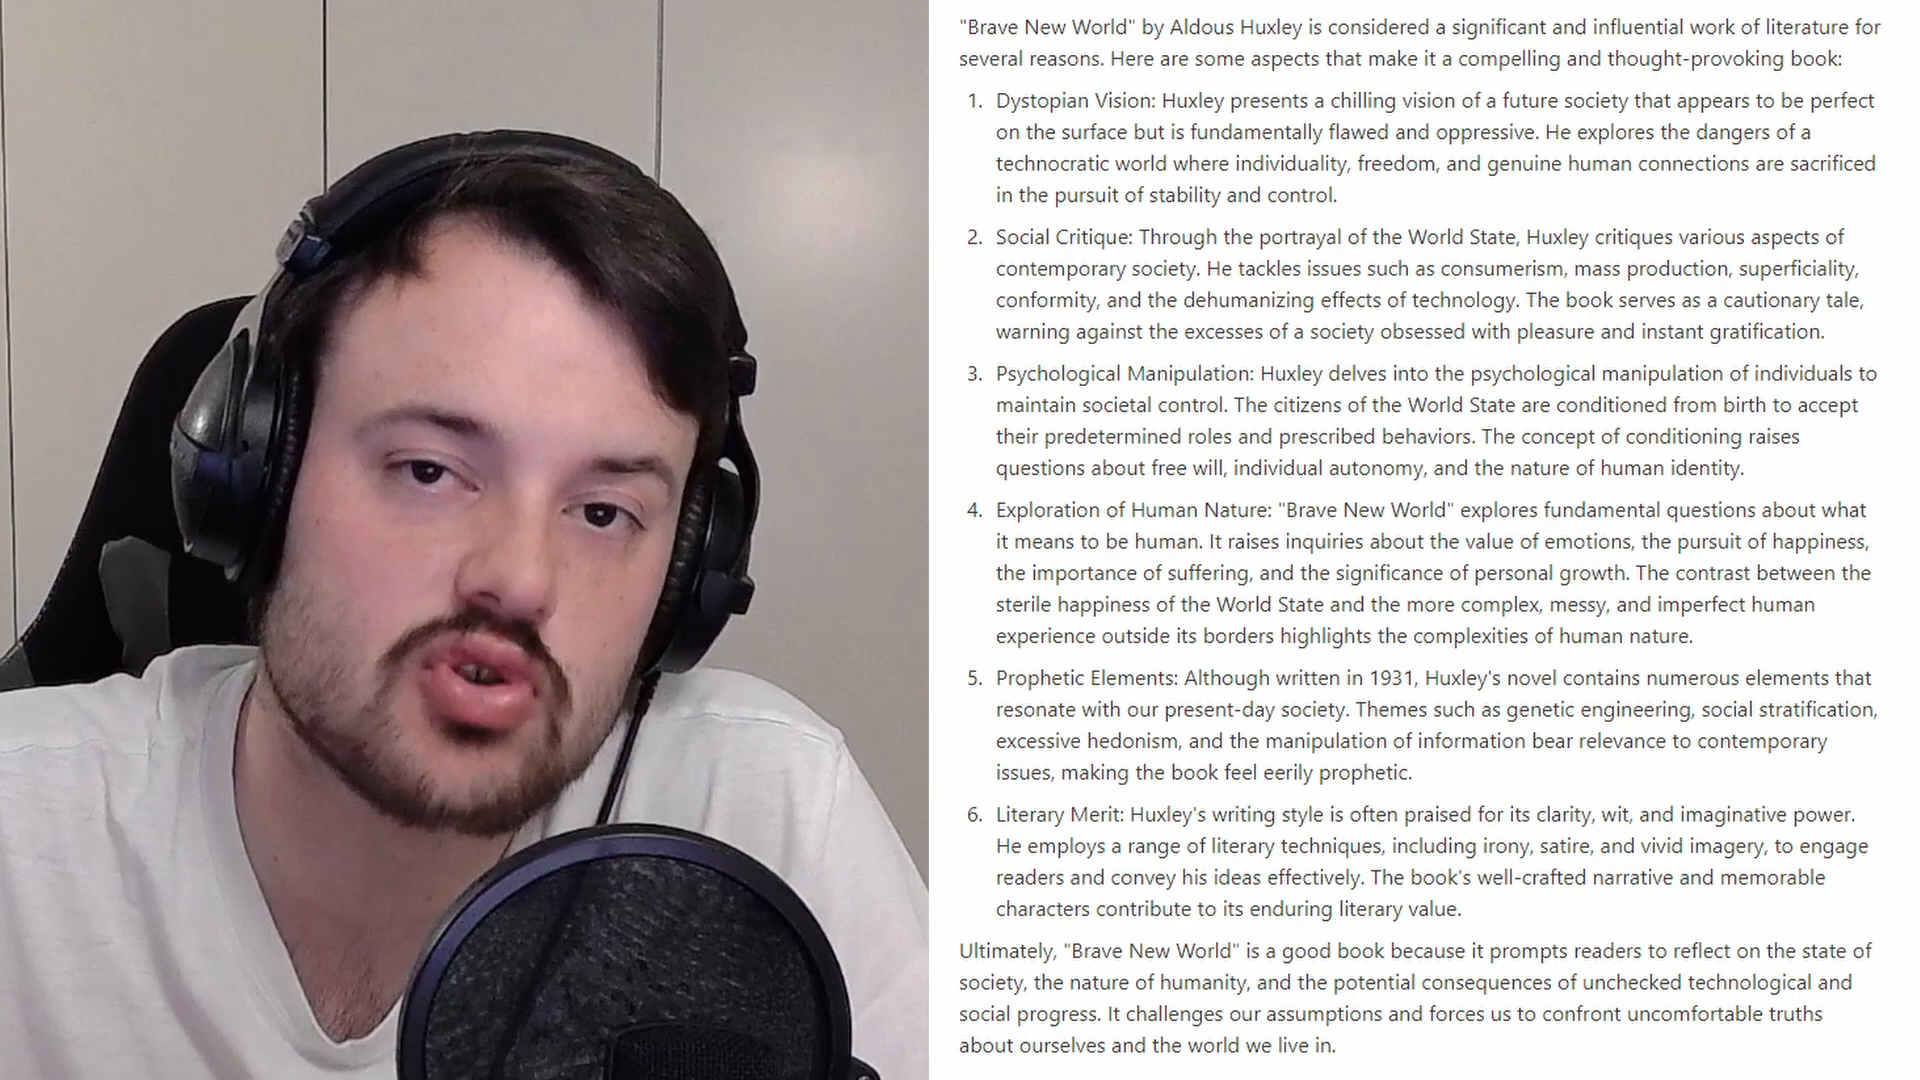 "Brave New World" by Aldous Huxley is considered a significant and influential work of literature for
several reasons. Here are some aspects that make it a compelling and thought-provoking book:
1. Dystopian Vision: Huxley presents a chilling vision of a future society that appears to be perfect
on the surface but is fundamentally flawed and oppressive. He explores the dangers of a
technocratic world where individuality, freedom, and genuine human connections are sacrificed
in the pursuit of stability and control.
2. Social Critique: Through the portrayal of the World State, Huxley critiques various aspects of
contemporary society. He tackles issues such as consumerism, mass production, superficiality,
conformity, and the dehumanizing effects of technology. The book serves as a cautionary tale,
warning against the excesses of a society obsessed with pleasure and instant gratification.
3. Psychological Manipulation: Huxley delves into the psychological manipulation of individuals to
maintain societal control. The citizens of the World State are conditioned from birth to accept
their predetermined roles and prescribed behaviors. The concept of conditioning raises
questions about free will, individual autonomy, and the nature of human identity.
4. Exploration of Human Nature: "Brave New World" explores fundamental questions about what
it means to be human. It raises inquiries about the value of emotions, the pursuit of happiness,
the importance of suffering, and the significance of personal growth. The contrast between the
sterile happiness of the World State and the more complex, messy, and imperfect human
experience outside its borders highlights the complexities of human nature.
5. Prophetic Elements: Although written in 1931, Huxley's novel contains numerous elements that
resonate with our present-day society. Themes such as genetic engineering, social stratification,
excessive hedonism, and the manipulation of information bear relevance to contemporary
issues, making the book feel eerily prophetic.
6. Literary Merit: Huxley's writing style is often praised for its clarity, wit, and imaginative power.
He employs a range of literary techniques, including irony, satire, and vivid imagery, to engage
readers and convey his ideas effectively. The book's well-crafted narrative and memorable
characters contribute to its enduring literary value.
Ultimately, "Brave New World" is a good book because it prompts readers to reflect on the state of
society, the nature of humanity, and the potential consequences of unchecked technological and
social progress. It challenges our assumptions and forces us to confront uncomfortable truths
about ourselves and the world we live in.